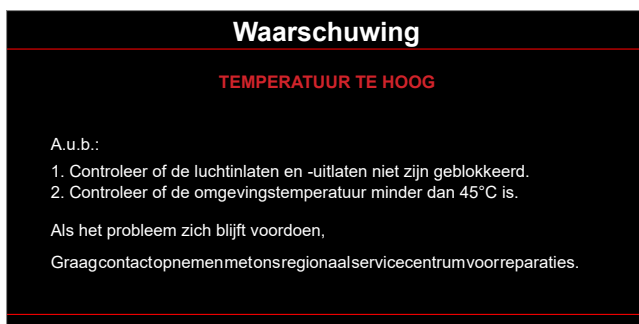 Waarschuwing
TEMPERATUUR TE HOOG
A.u.b.:
1. Controleer of de luchtinlaten en -uitlaten niet zijn geblokkeerd.
2. Controleer of de omgevingstemperatuur minder dan 45°C is.
Als het probleem zich blijft voordoen,
Graagcontactopnemenmetonsregionaalservicecentrumvoorreparaties.